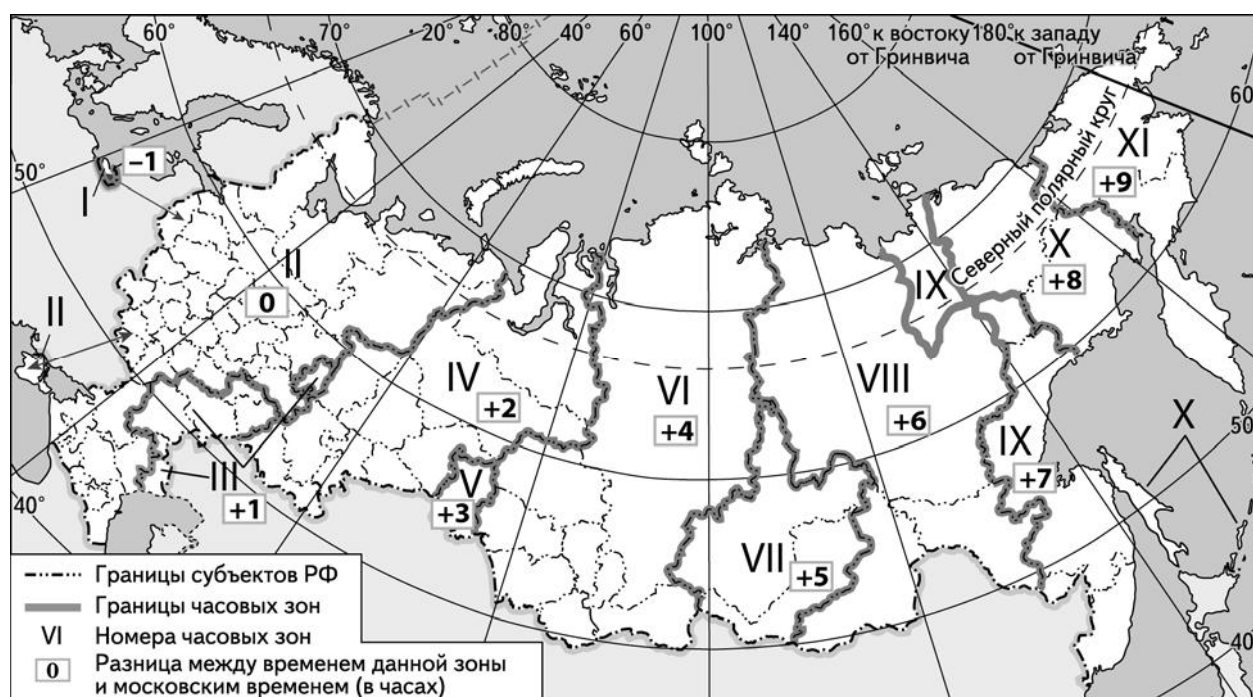 60°
70°
20°
80°
40°
60°
80°
100°
120°
140°
160° к востоку
от Гринвича
180° к западу
от Гринвича
60°
50°
–1
I
II
0
II
40°
III
+1
IV
+2
V
+3
VI
+4
VII
+5
VIII
+6
IX
IX
+7
Северный полярный круг
X
+8
XI
+9
X
50°
40°
Границы субъектов РФ
Границы часовых зон
VI Номера часовых зон
0 Разница между временем данной зоны
и московским временем (в часах)